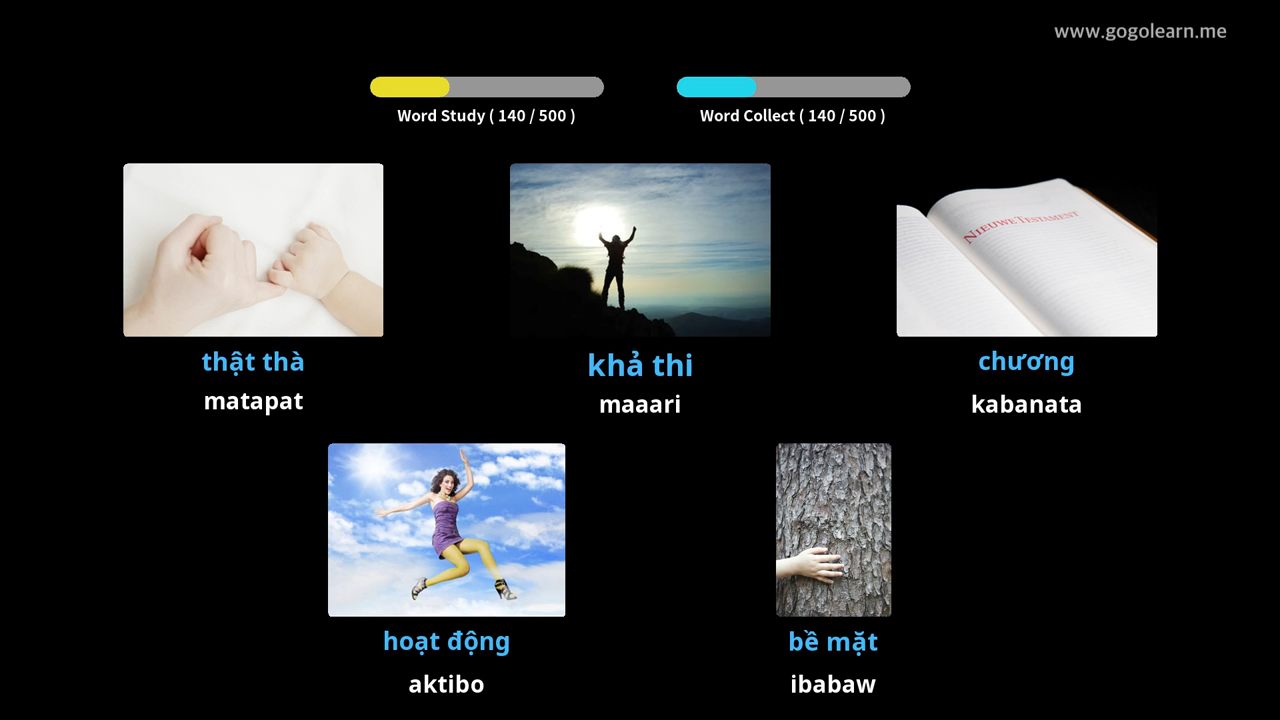 www.gogolearn.me
Word Study ( 140 / 500 )
Word Collect ( 140 / 500 )
NIEUWE TESTAMENT
thật thà
khả thi
chương
matapat
maaari
kabanata
hoạt động
bề mặt
aktibo
ibabaw